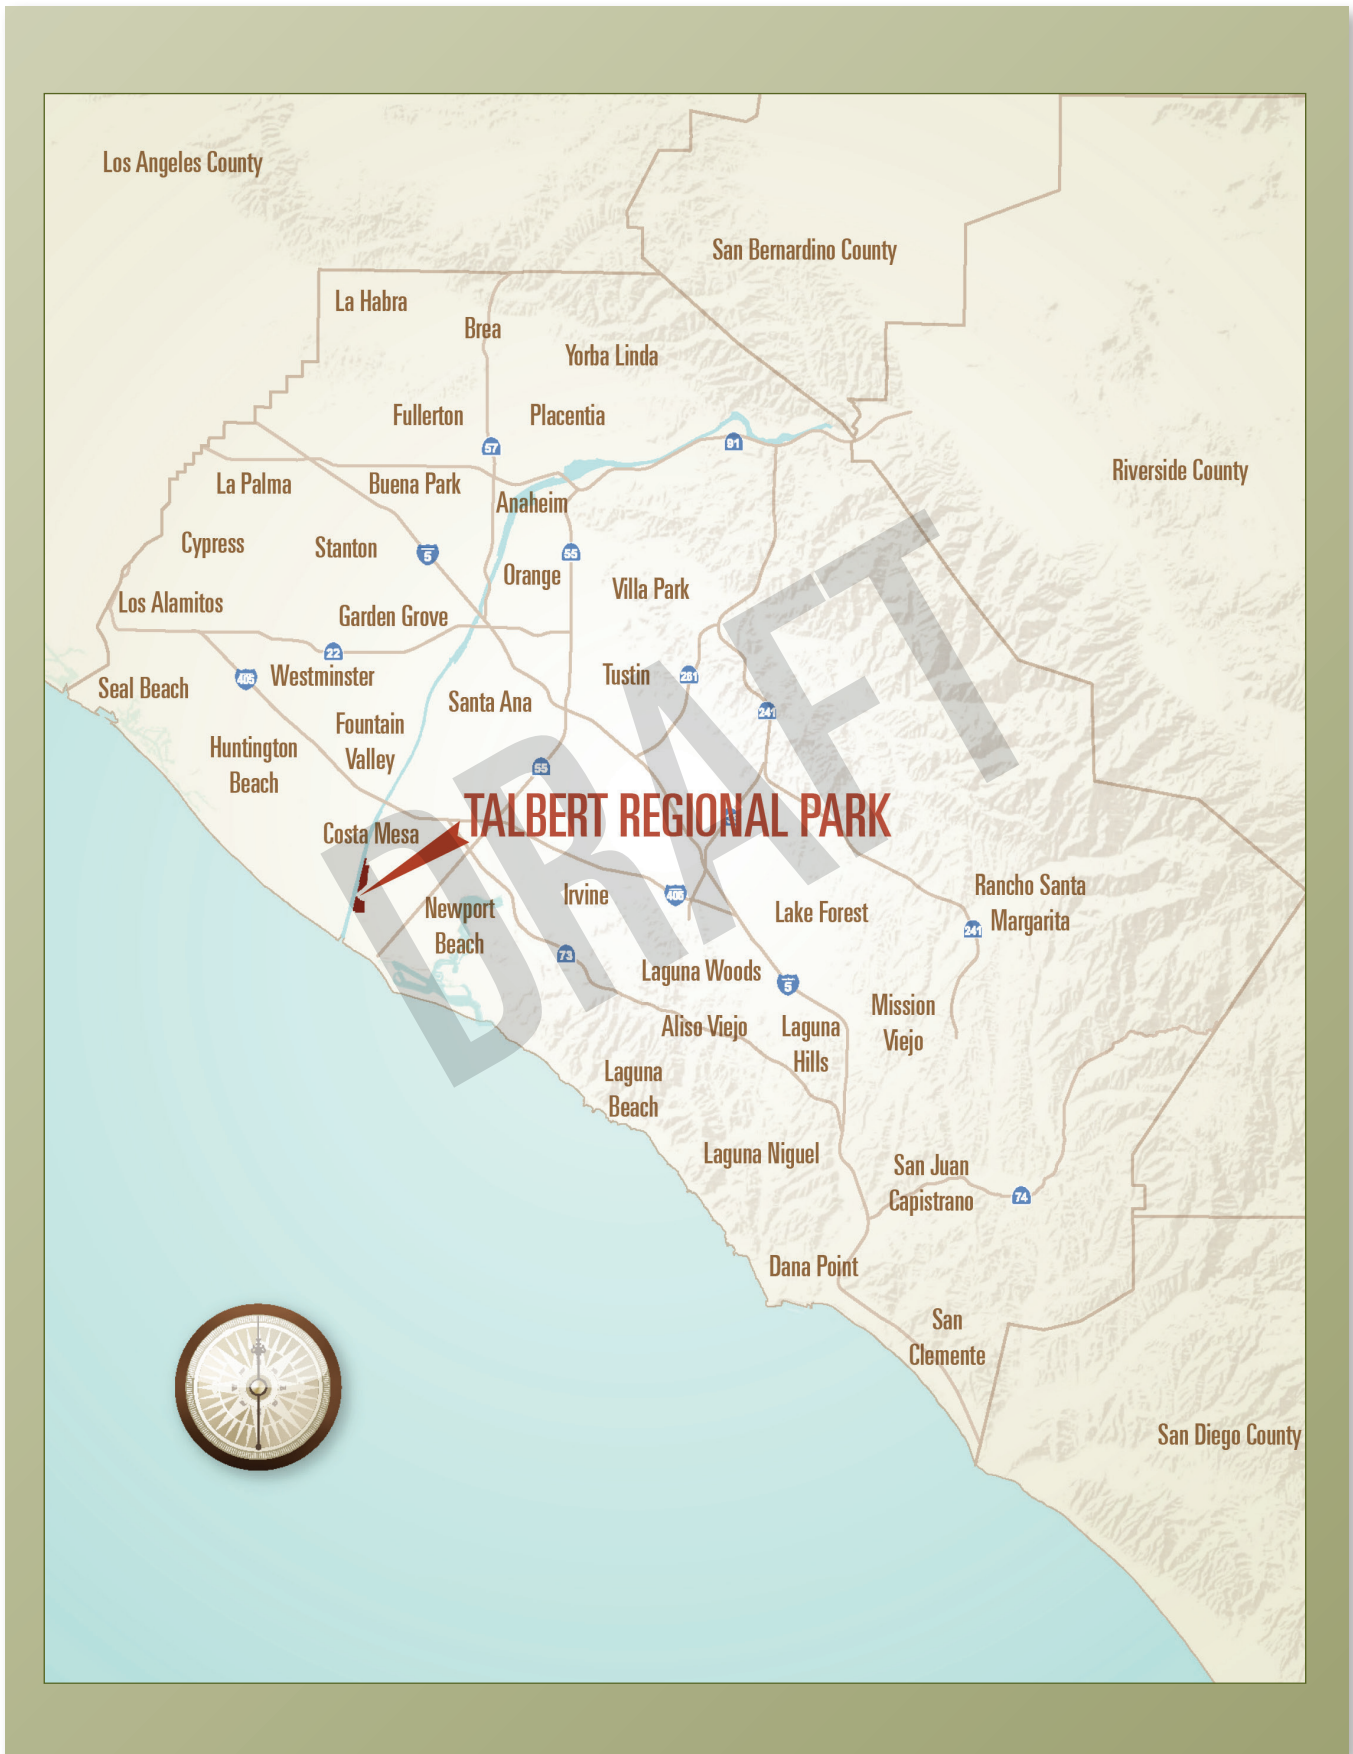 Los Angeles County
San Bernardino County
La Habra
Brea
Yorba Linda
Fullerton
Placentia
57
91
Riverside County
La Palma
Buena Park
Anaheim
Cypress
Stanton
5
55
Orange
Villa Park
Los Alamitos
Garden Grove
22
405
Westminster
Tustin
261
Seal Beach
Santa Ana
241
Fountain
Valley
Huntington
Beach
55
TALBERT REGIONAL PARK
Costa Mesa
DRAFT
Irvine
405
Rancho Santa
Margarita
Newport
Beach
Lake Forest
241
73
Laguna Woods
5
Mission
Viejo
Aliso Viejo
Laguna
Hills
Laguna
Beach
Laguna Niguel
San Juan
Capistrano
74
Dana Point
San
Clemente
San Diego County